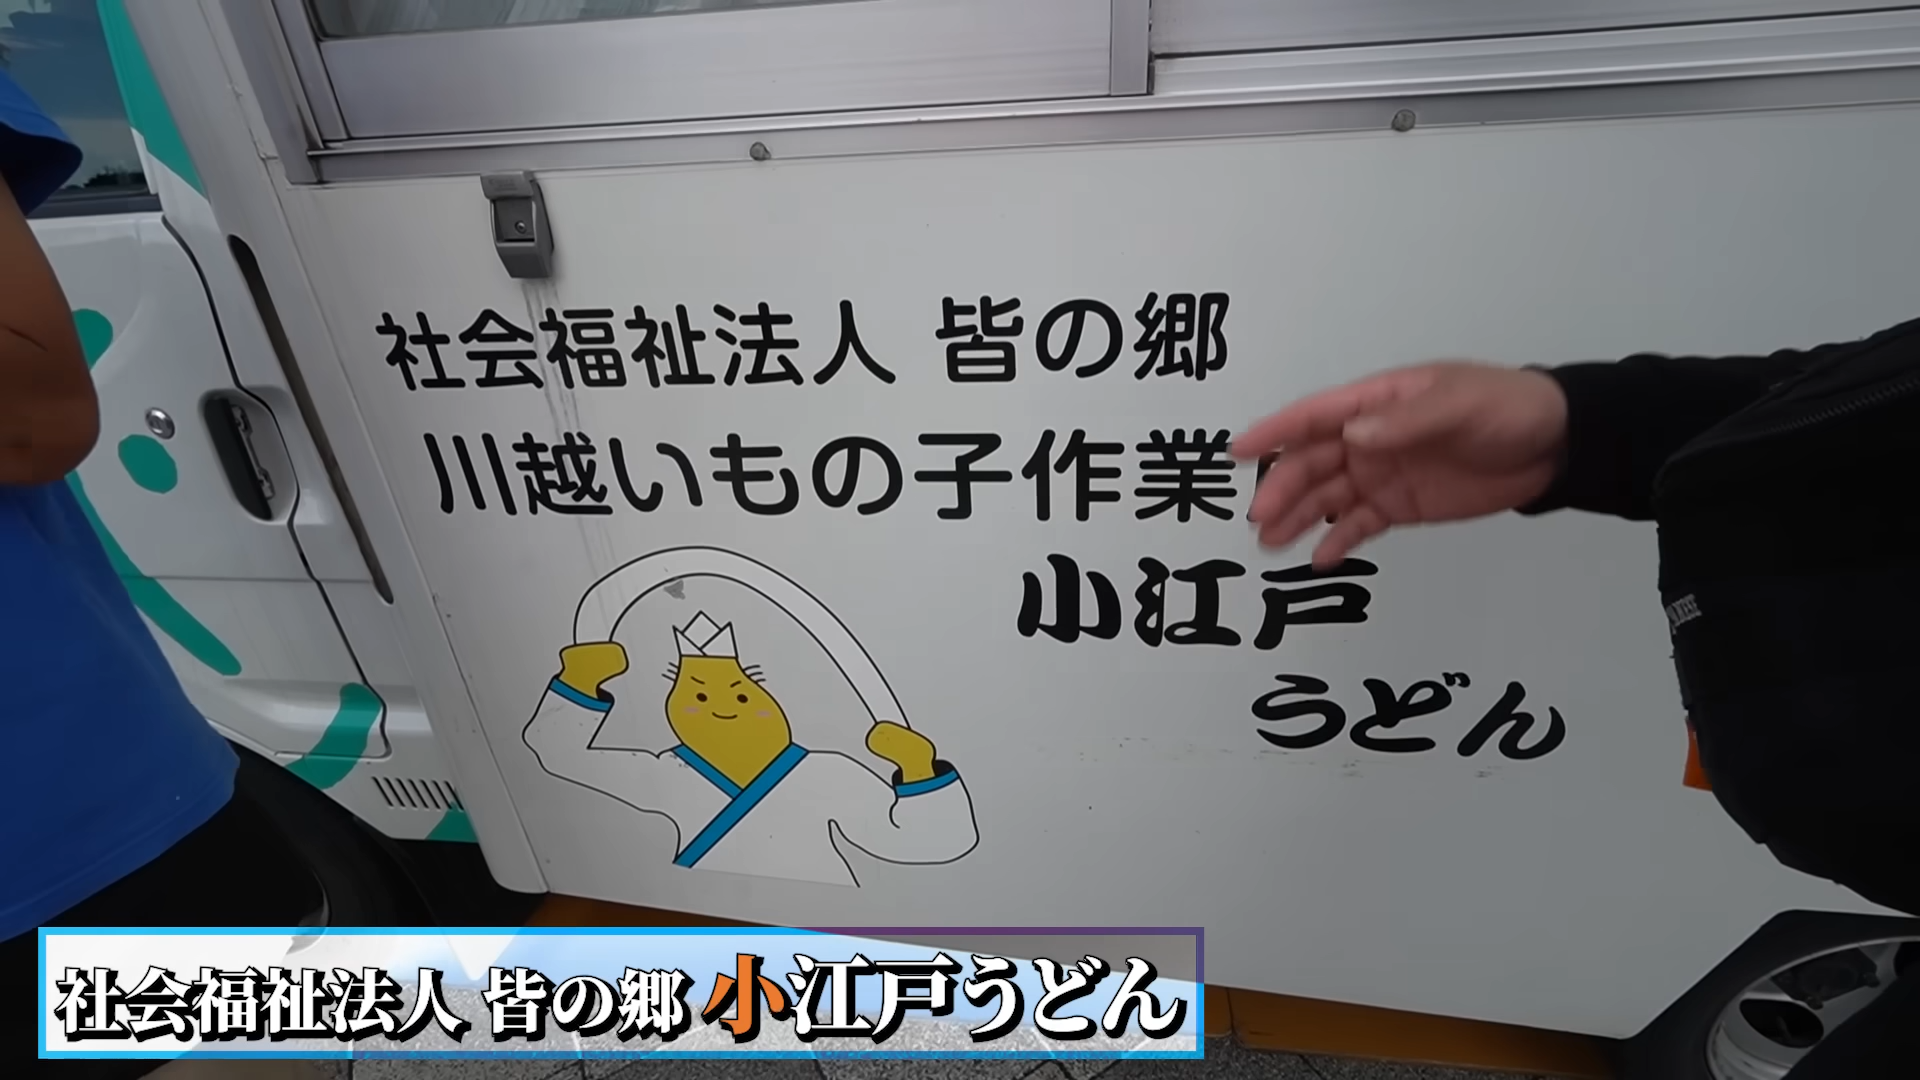 社会福祉法人 皆の郷
川越いもの子作業
小江戸
うどん
社会福祉法人 皆の郷 小江戸うどん